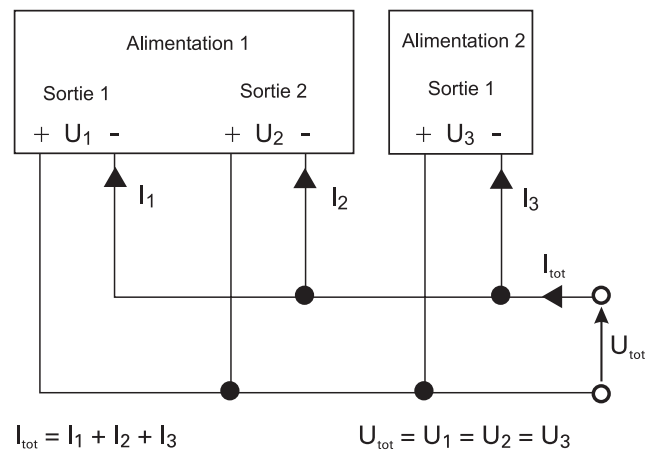 Alimentation 1
Alimentation 2
Sortie 1
Sortie 2
Sortie 1
+ U1 -
+ U2 -
+ U3 -
I1
I2
I3
Itot
Utot
Itot = I1 + I2 + I3
Utot = U1 = U2 = U3